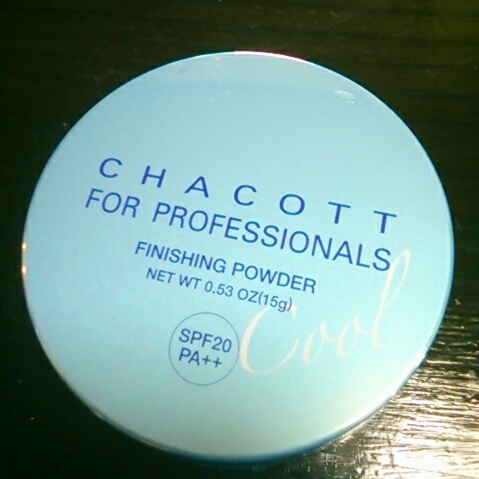 CHACOTT
FOR PROFESSIONALS
FINISHING POWDER
NET WT 0.53 OZ(15g)
Cool
SPF20
PA++